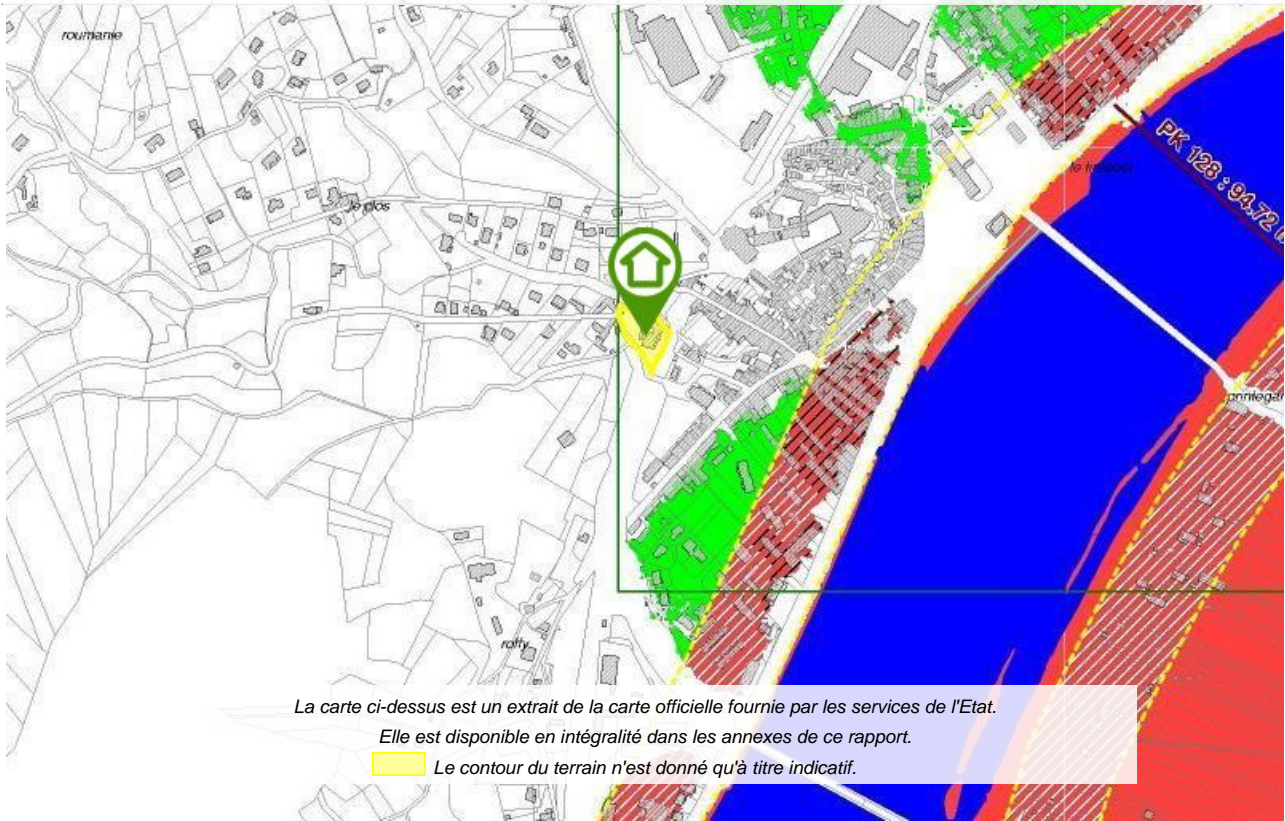 roumanie
le clos
PK 128 : 94.72
roffy
La carte ci-dessus est un extrait de la carte officielle fournie par les services de l'Etat.
Elle est disponible en intégralité dans les annexes de ce rapport.
Le contour du terrain n'est donné qu'à titre indicatif.